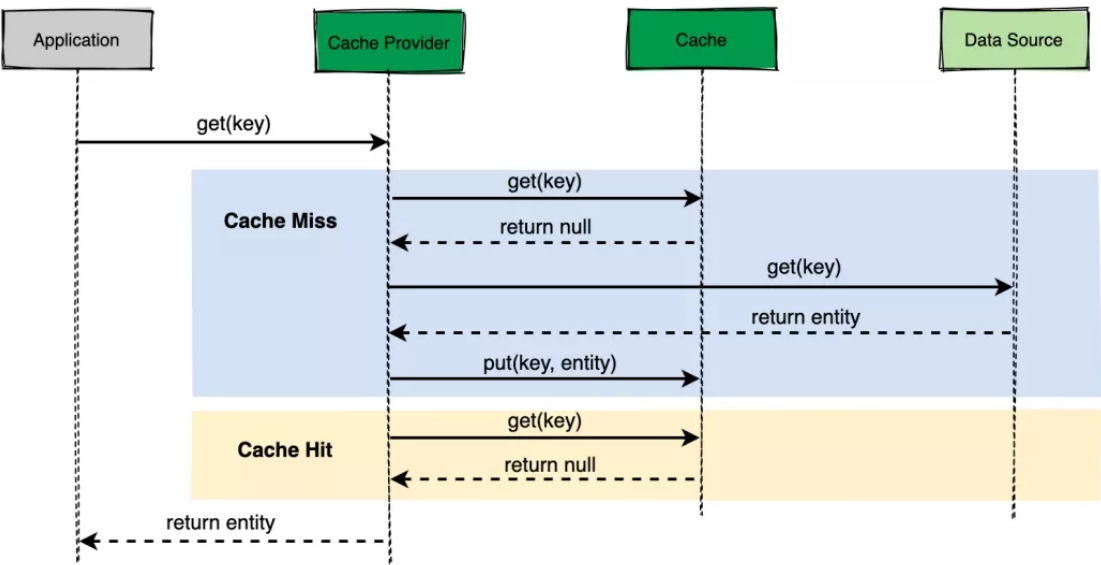 Application
Cache Provider
Cache
Data Source
get(key)
Cache Miss
get(key)
return null
get(key)
return entity
put(key, entity)
Cache Hit
get(key)
return null
return entity